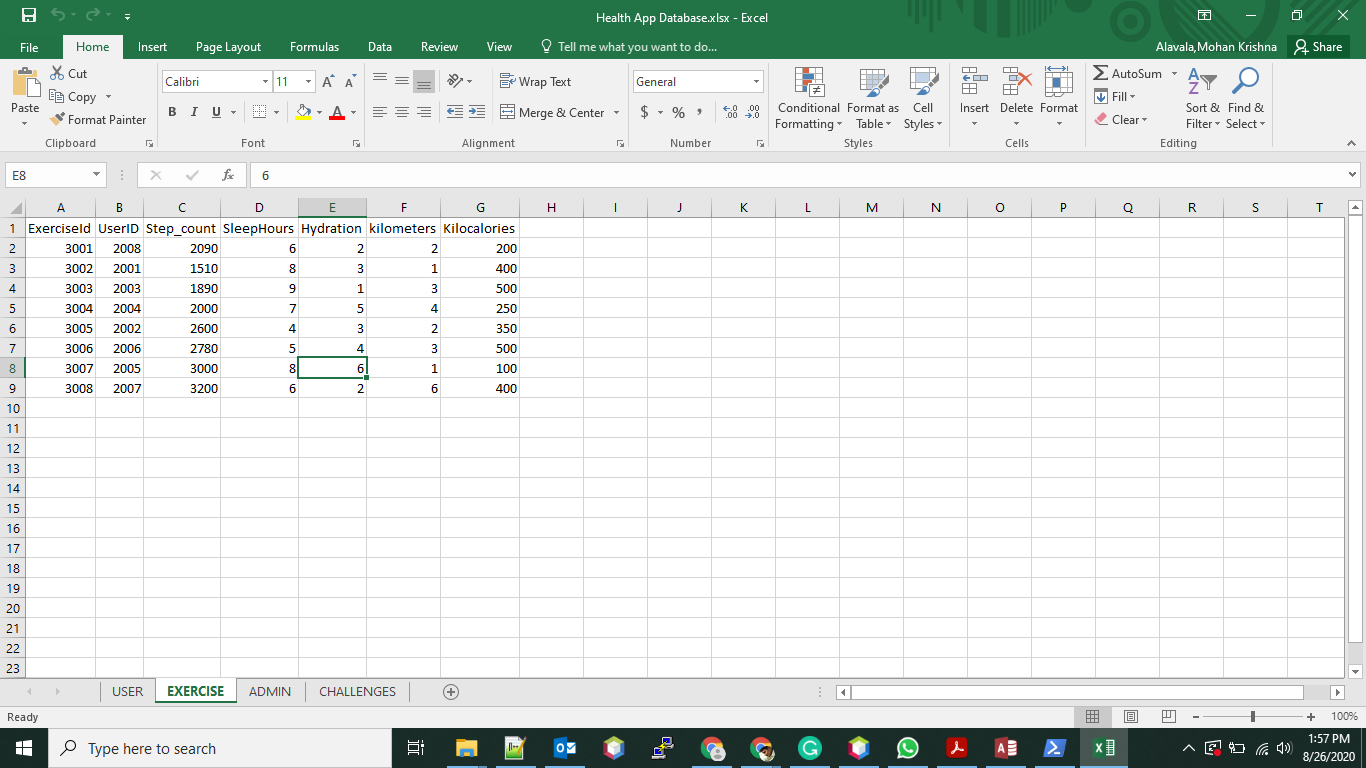 Health App Database.xlsx - Excel
File Home Insert Page Layout Formulas Data Review View Tell me what you want to do... Alavala,Mohan Krishna Share
Paste
Cut
Copy
Format Painter
Clipboard
Calibri 11
B I U
Font
Wrap Text
Merge & Center
Alignment
General
$ % ,
Number
Conditional Formatting
Format as Table
Cell Styles
Styles
Insert Delete Format
Cells
AutoSum
Fill
Clear
Sort & Filter
Find & Select
Editing
E8 fx 6
A B C D E F G H I J K L M N O P Q R S T
1 ExerciseId UserID Step_count SleepHours Hydration kilometers Kilocalories
2 3001 2008 2090 6 2 2 200
3 3002 2001 1510 8 3 1 400
4 3003 2003 1890 9 1 3 500
5 3004 2004 2000 7 5 4 250
6 3005 2002 2600 4 3 2 350
7 3006 2006 2780 5 4 3 500
8 3007 2005 3000 8 6 1 100
9 3008 2007 3200 6 2 6 400
10
11
12
13
14
15
16
17
18
19
20
21
22
23
USER EXERCISE ADMIN CHALLENGES
Ready 100%
Type here to search
1:57 PM
8/26/2020